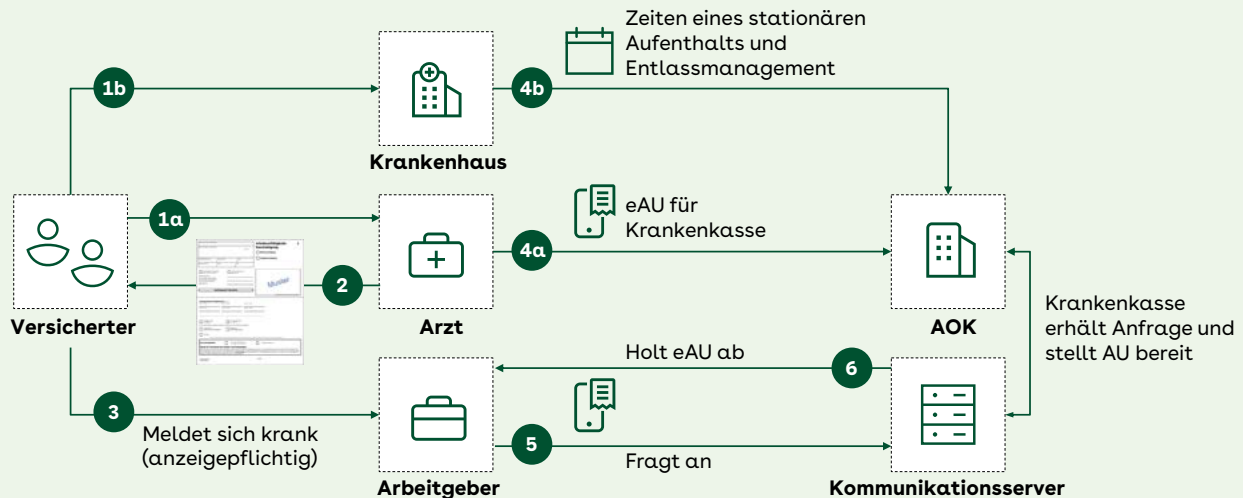 Zeiten eines stationären
Aufenthalts und
Entlassmanagement
1b
4b
Krankenhaus
1a
eAU für
Krankenkasse
4a
Muster
2
Versicherter
Arzt
AOK
Krankenkasse
erhält Anfrage und
stellt AU bereit
Holt eAU ab
6
3
Meldet sich krank
(anzeigepflichtig)
5
Fragt an
Arbeitgeber
Kommunikationsserver